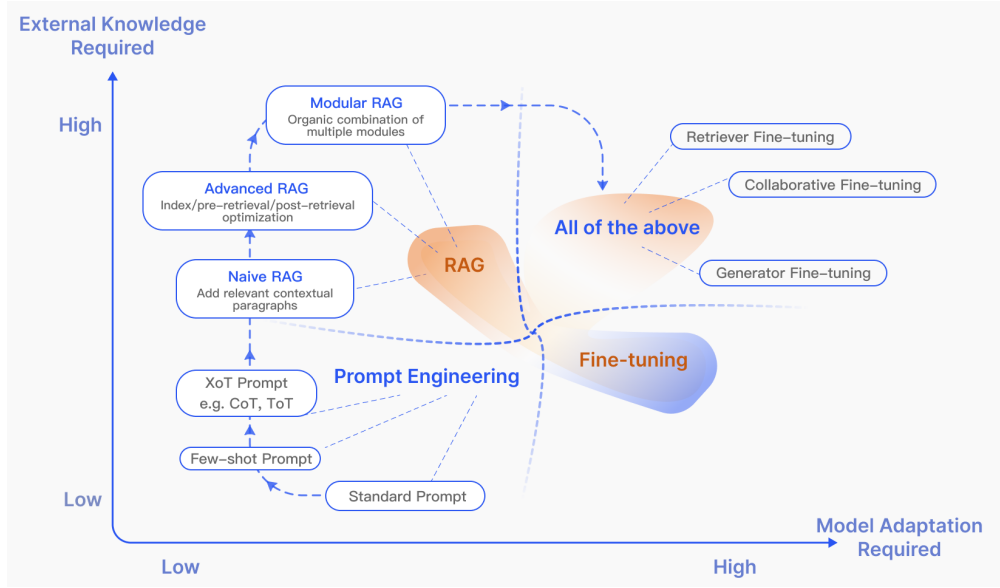 External Knowledge
Required
High
Modular RAG
Organic combination of
multiple modules
Retriever Fine-tuning
Collaborative Fine-tuning
Advanced RAG
Index/pre-retrieval/post-retrieval
optimization
All of the above
RAG
Generator Fine-tuning
Naive RAG
Add relevant contextual
paragraphs
Fine-tuning
Prompt Engineering
XoT Prompt
e.g. CoT, ToT
Few-shot Prompt
Standard Prompt
Low
Model Adaptation
Required
Low
High